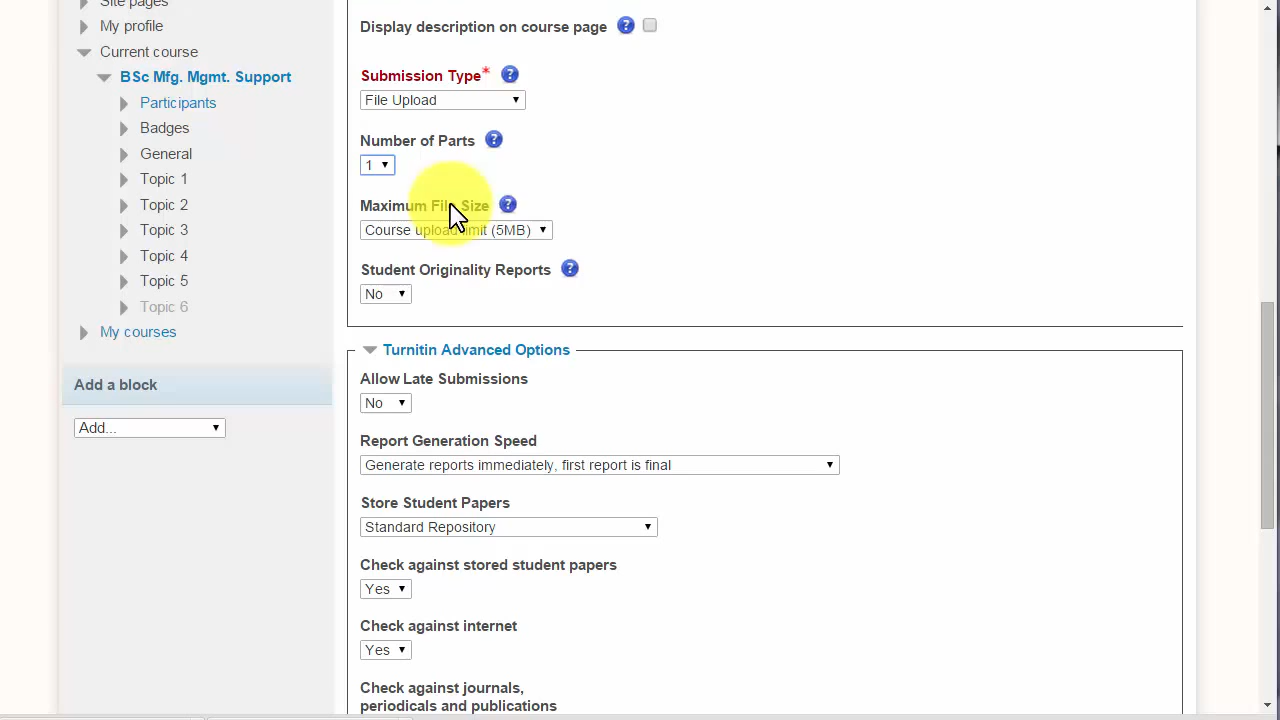 Site pages
My profile
Current course
BSc Mfg. Mgmt. Support
Participants
Badges
General
Topic 1
Topic 2
Topic 3
Topic 4
Topic 5
Topic 6
My courses
Add a block
Add...
Display description on course page ?
Submission Type* ?
File Upload
Number of Parts ?
1
Maximum File Size ?
Course upload limit (5MB)
Student Originality Reports ?
No
Turnitin Advanced Options
Allow Late Submissions
No
Report Generation Speed
Generate reports immediately, first report is final
Store Student Papers
Standard Repository
Check against stored student papers
Yes
Check against internet
Yes
Check against journals,
periodicals and publications